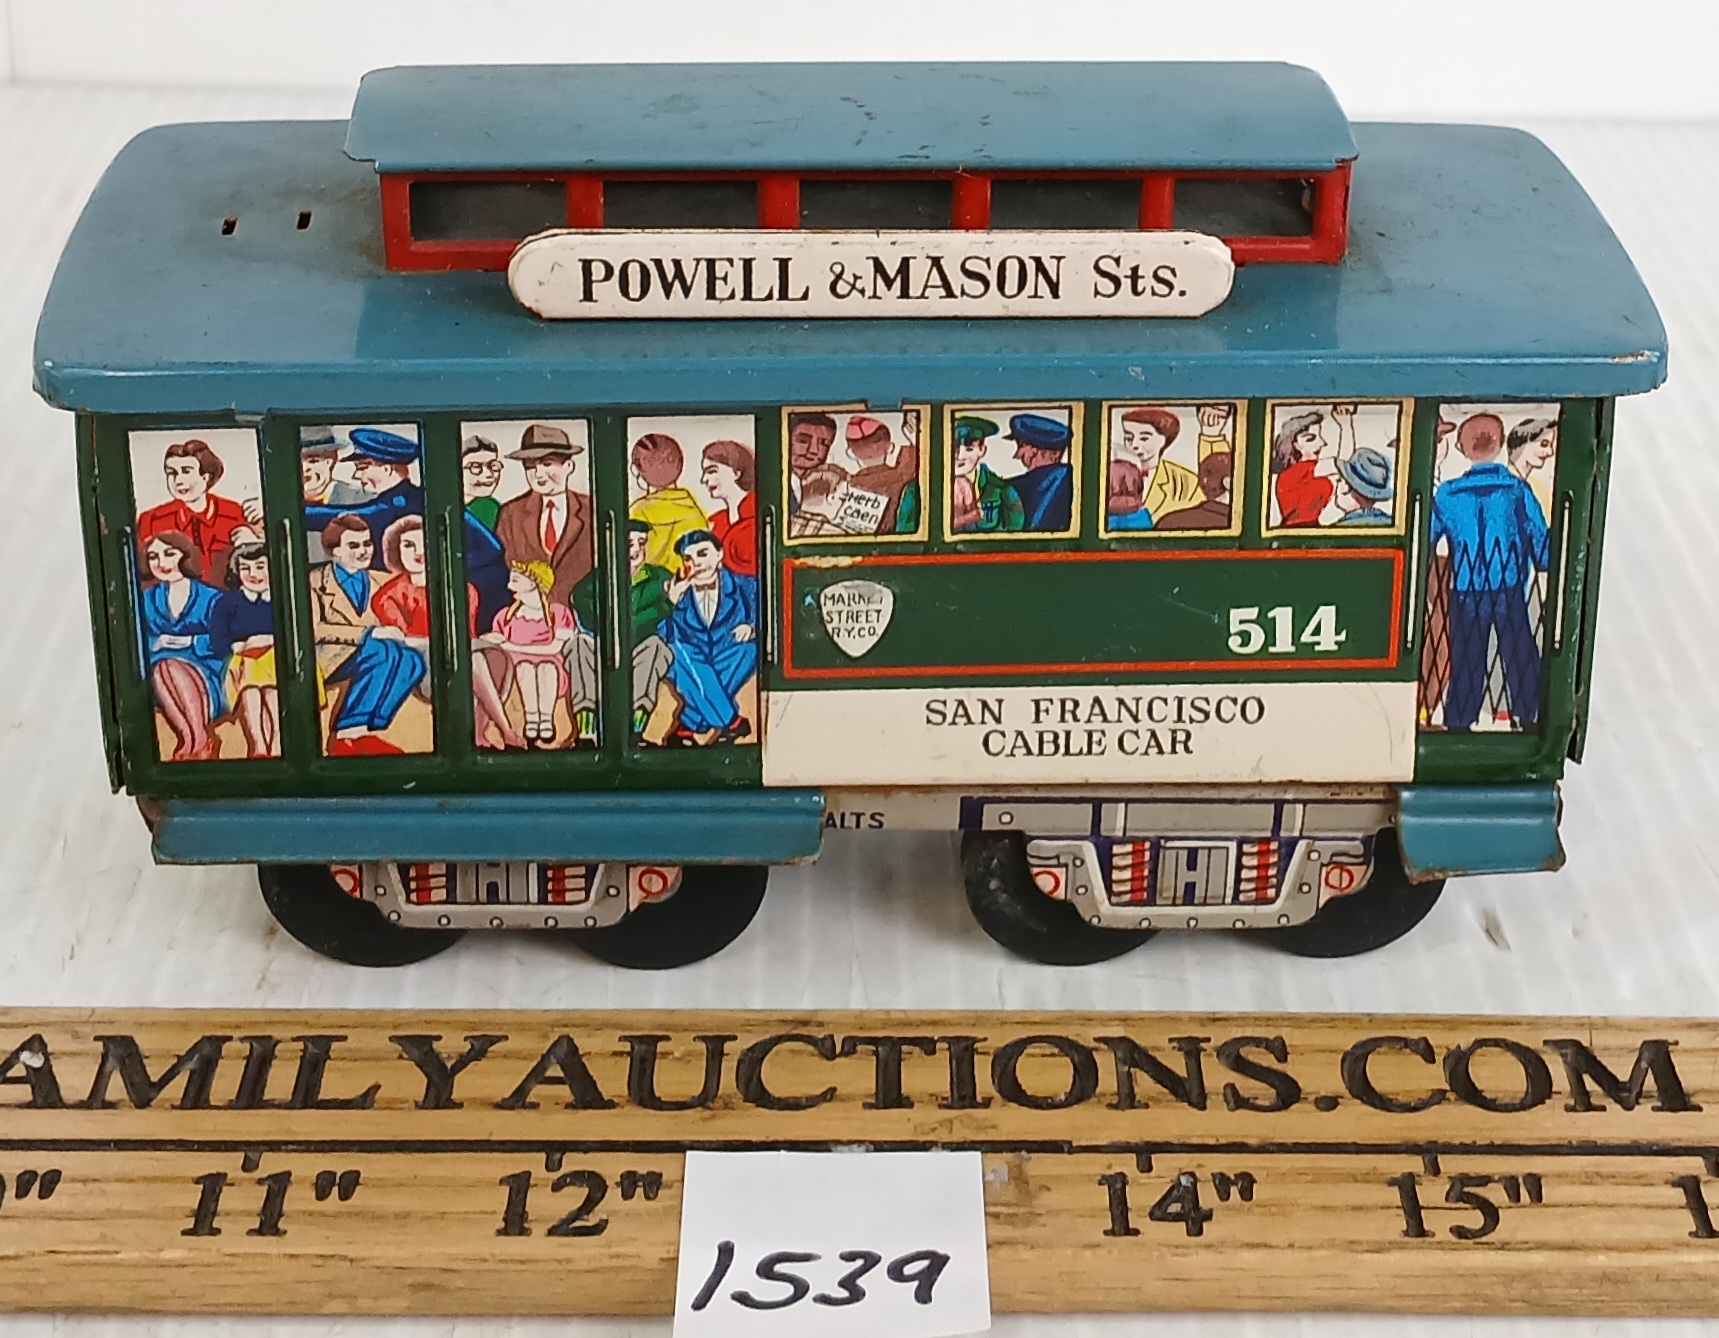 POWELL & MASON Sts.
Herb
Caen
MARKET
STREET
RY.CO.
514
SAN FRANCISCO
CABLE CAR
ALTS
AMILYAUCTIONS.COM
11" 12" 14" 15"
1539